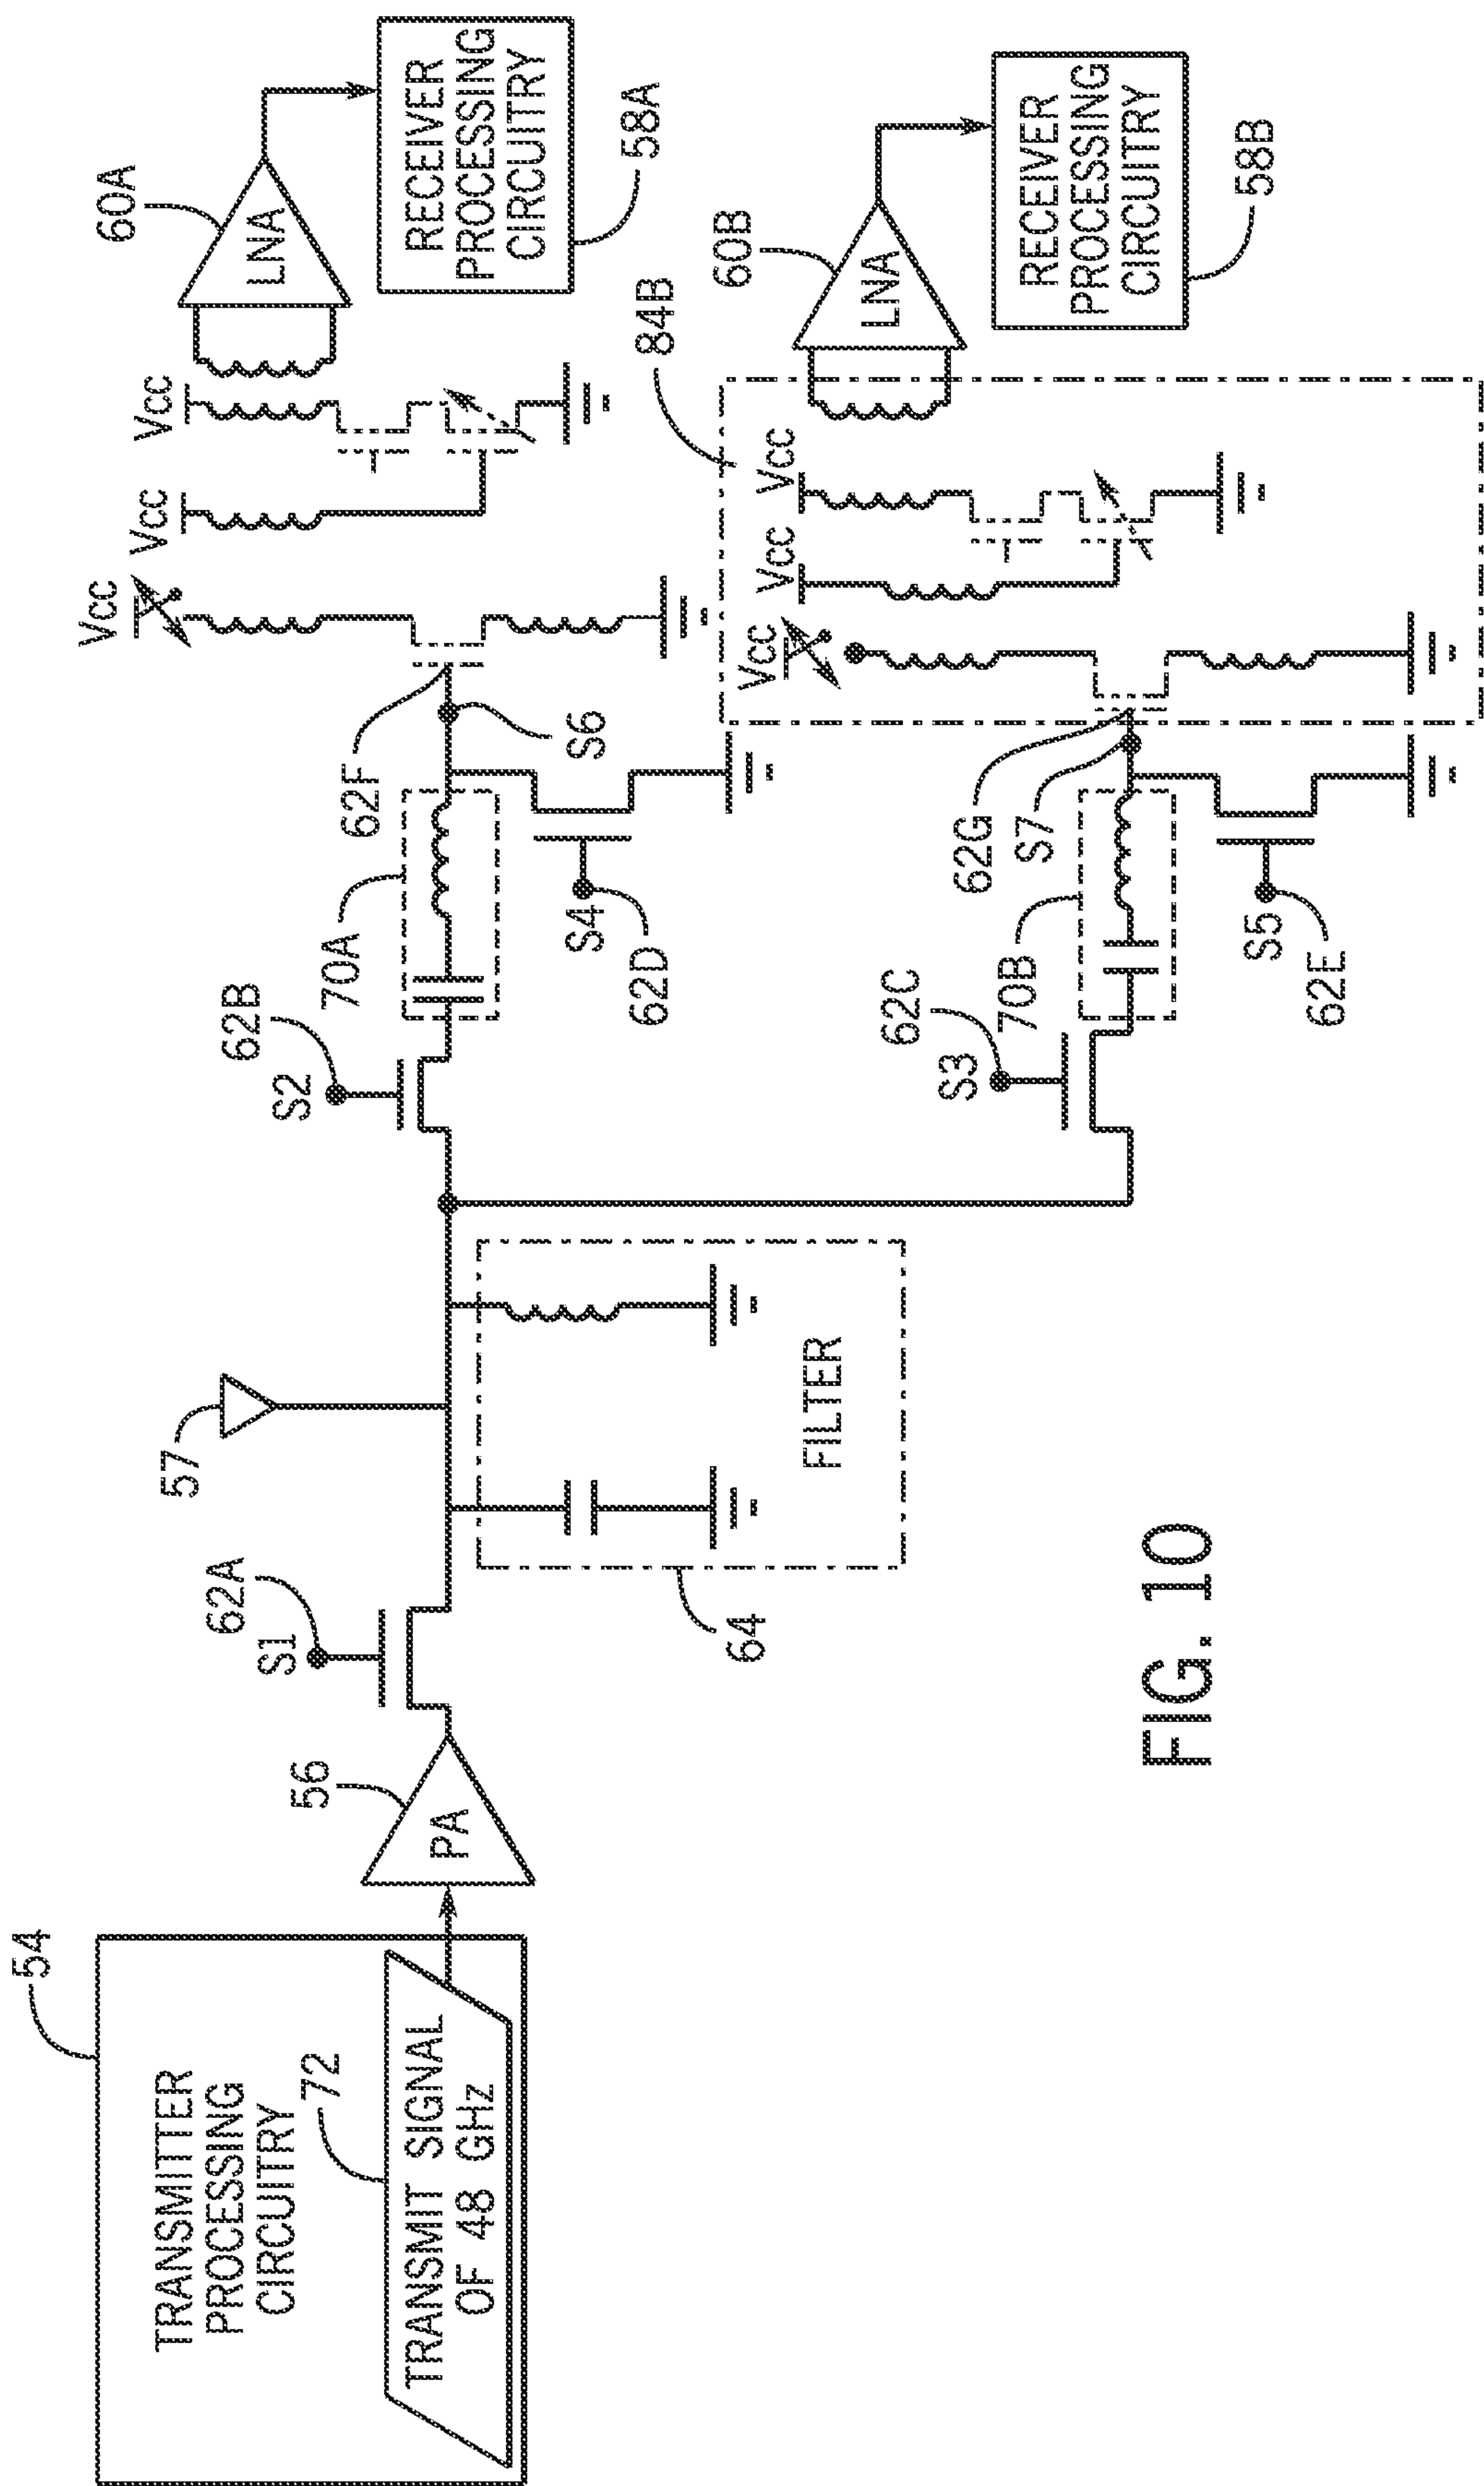 54
TRANSMITTER
PROCESSING
CIRCUITRY
72
TRANSMIT SIGNAL
OF 48 GHz
56
PA
62A
S1
57
64
FILTER
62B
S2
70A
S4
62D
62F
S6
Vcc
Vcc
Vcc
60A
LNA
RECEIVER
PROCESSING
CIRCUITRY
58A
62C
S3
70B
S5
62E
62G
S7
84B
Vcc
Vcc
Vcc
60B
LNA
RECEIVER
PROCESSING
CIRCUITRY
58B
FIG. 10